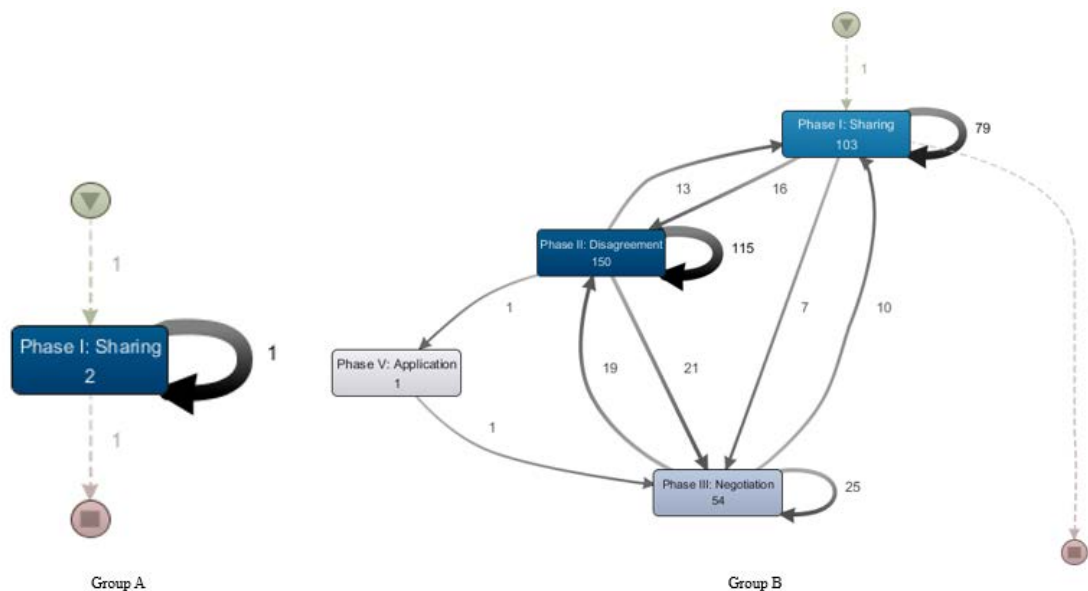 1
Phase I: Sharing
2
1
1
Group A
1
Phase I: Sharing
103
79
13
16
Phase II: Disagreement
150
115
1
7
10
Phase V: Application
1
19
21
1
Phase III: Negotiation
54
25
Group B